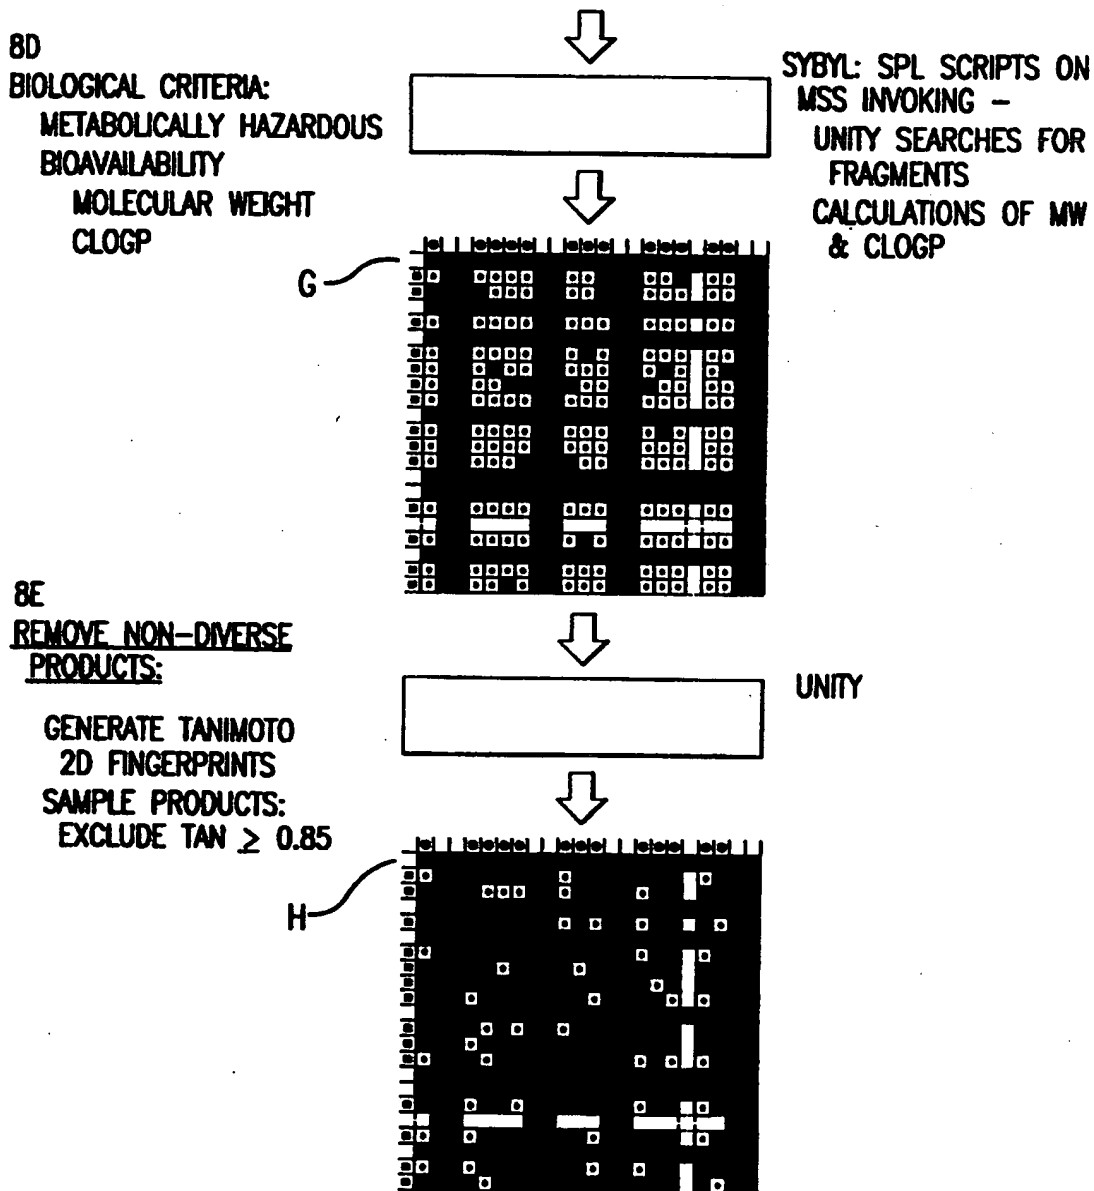 8D
BIOLOGICAL CRITERIA:
METABOLICALLY HAZARDOUS
BIOAVAILABILITY
MOLECULAR WEIGHT
CLOGP
SYBYL: SPL SCRIPTS ON
MSS INVOKING –
UNITY SEARCHES FOR
FRAGMENTS
CALCULATIONS OF MW
& CLOGP
G
8E
REMOVE NON-DIVERSE
PRODUCTS:
GENERATE TANIMOTO
2D FINGERPRINTS
SAMPLE PRODUCTS:
EXCLUDE TAN ≥ 0.85
UNITY
H